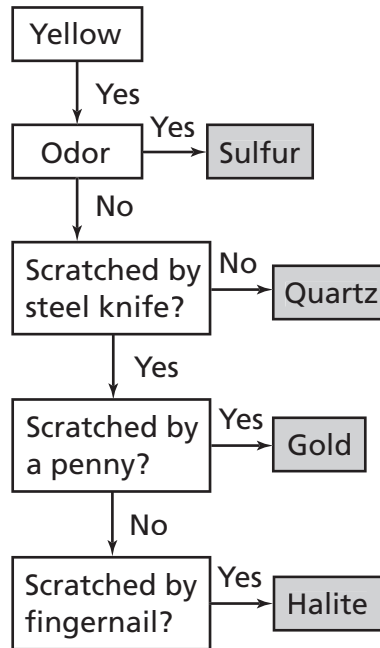 Yellow
Yes
Odor
Yes
Sulfur
No
Scratched by
steel knife?
No
Quartz
Yes
Scratched by
a penny?
Yes
Gold
No
Scratched by
fingernail?
Yes
Halite